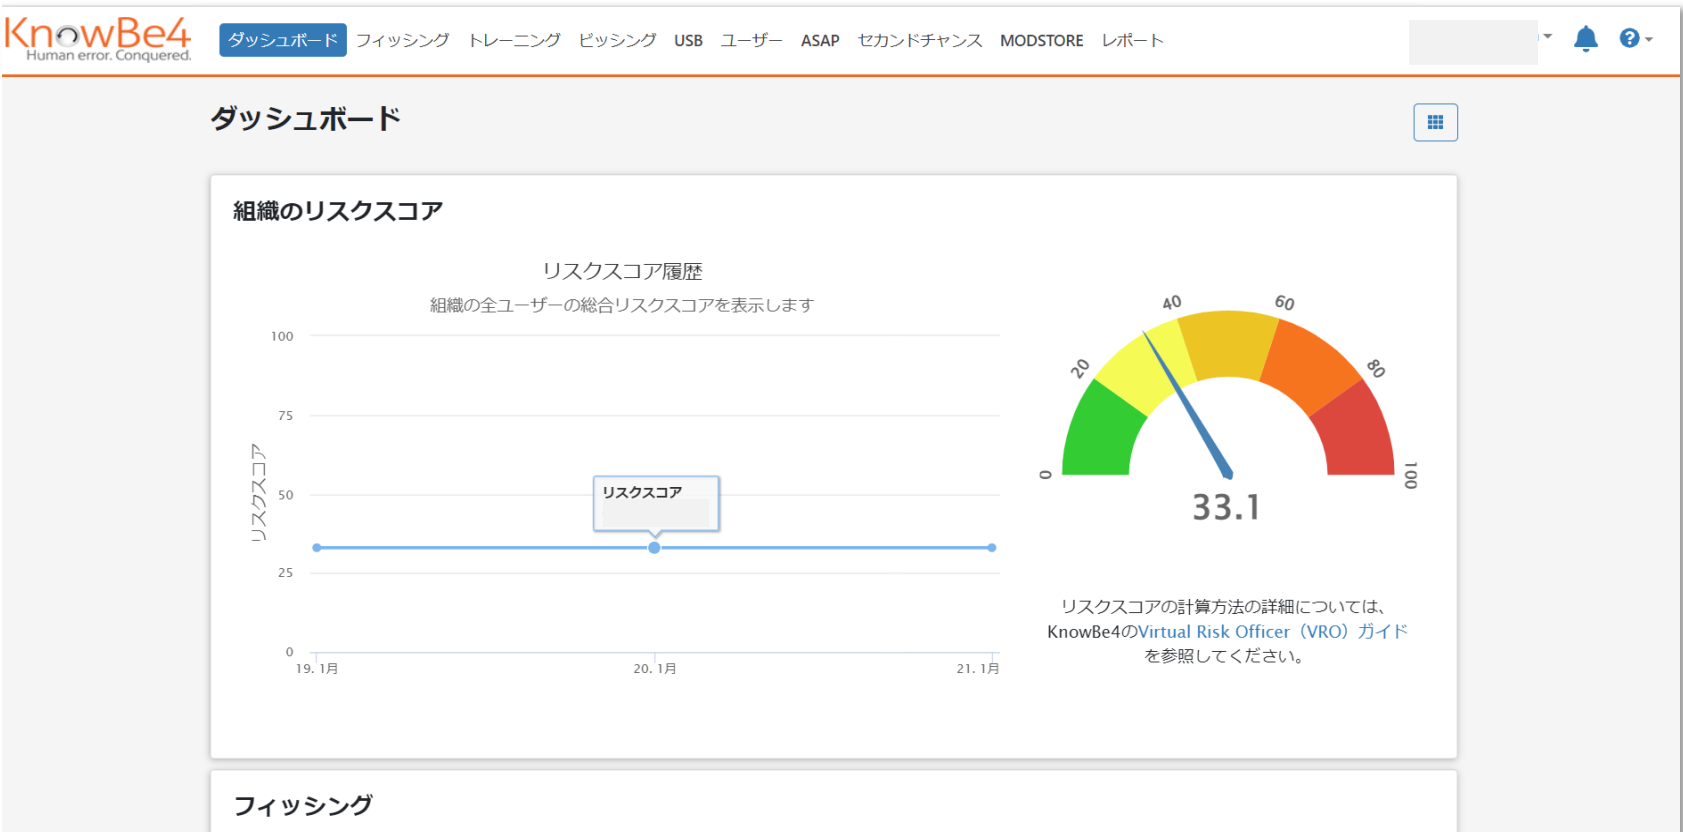 KnowBe4
Human error. Conquered.
ダッシュボード フィッシング トレーニング ビッシング USB ユーザー ASAP セカンドチャンス MODSTORE レポート
ダッシュボード
組織のリスクスコア
リスクスコア履歴
組織の全ユーザーの総合リスクスコアを表示します
リスクスコア
100
75
50
25
0
リスクスコア
19. 1月
20. 1月
21. 1月
0
20
40
60
80
100
33.1
リスクスコアの計算方法の詳細については、
KnowBe4のVirtual Risk Officer（VRO）ガイド
を参照してください。
フィッシング